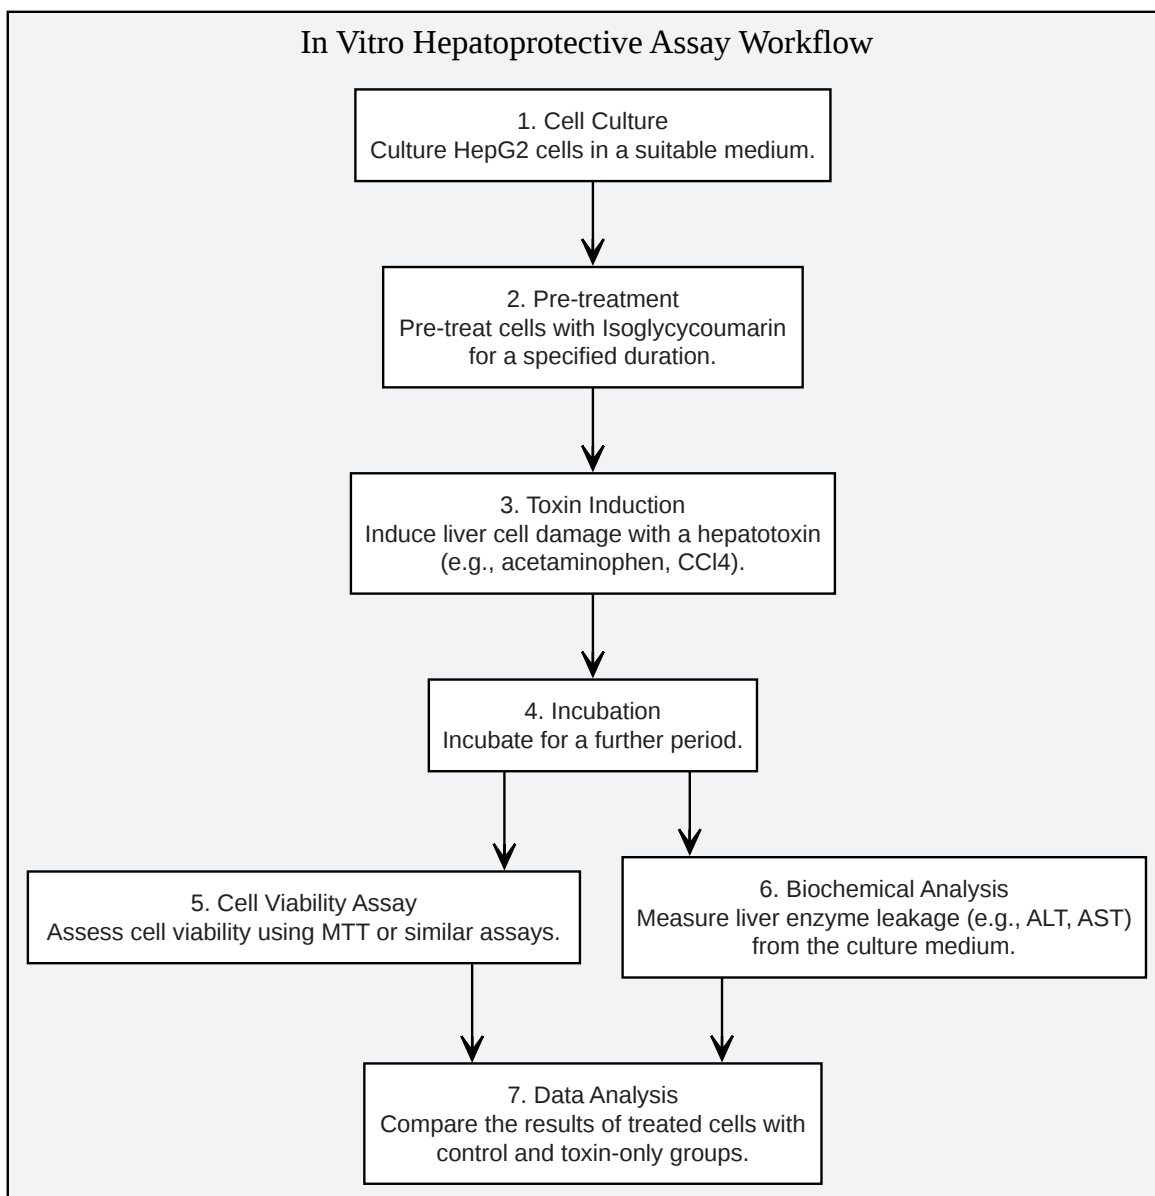 In Vitro Hepatoprotective Assay Workflow
1. Cell Culture
Culture HepG2 cells in a suitable medium.
2. Pre-treatment
Pre-treat cells with Isoglycycoumarin
for a specified duration.
3. Toxin Induction
Induce liver cell damage with a hepatotoxin
(e.g., acetaminophen, CCl4).
4. Incubation
Incubate for a further period.
5. Cell Viability Assay
Assess cell viability using MTT or similar assays.
6. Biochemical Analysis
Measure liver enzyme leakage (e.g., ALT, AST)
from the culture medium.
7. Data Analysis
Compare the results of treated cells with
control and toxin-only groups.